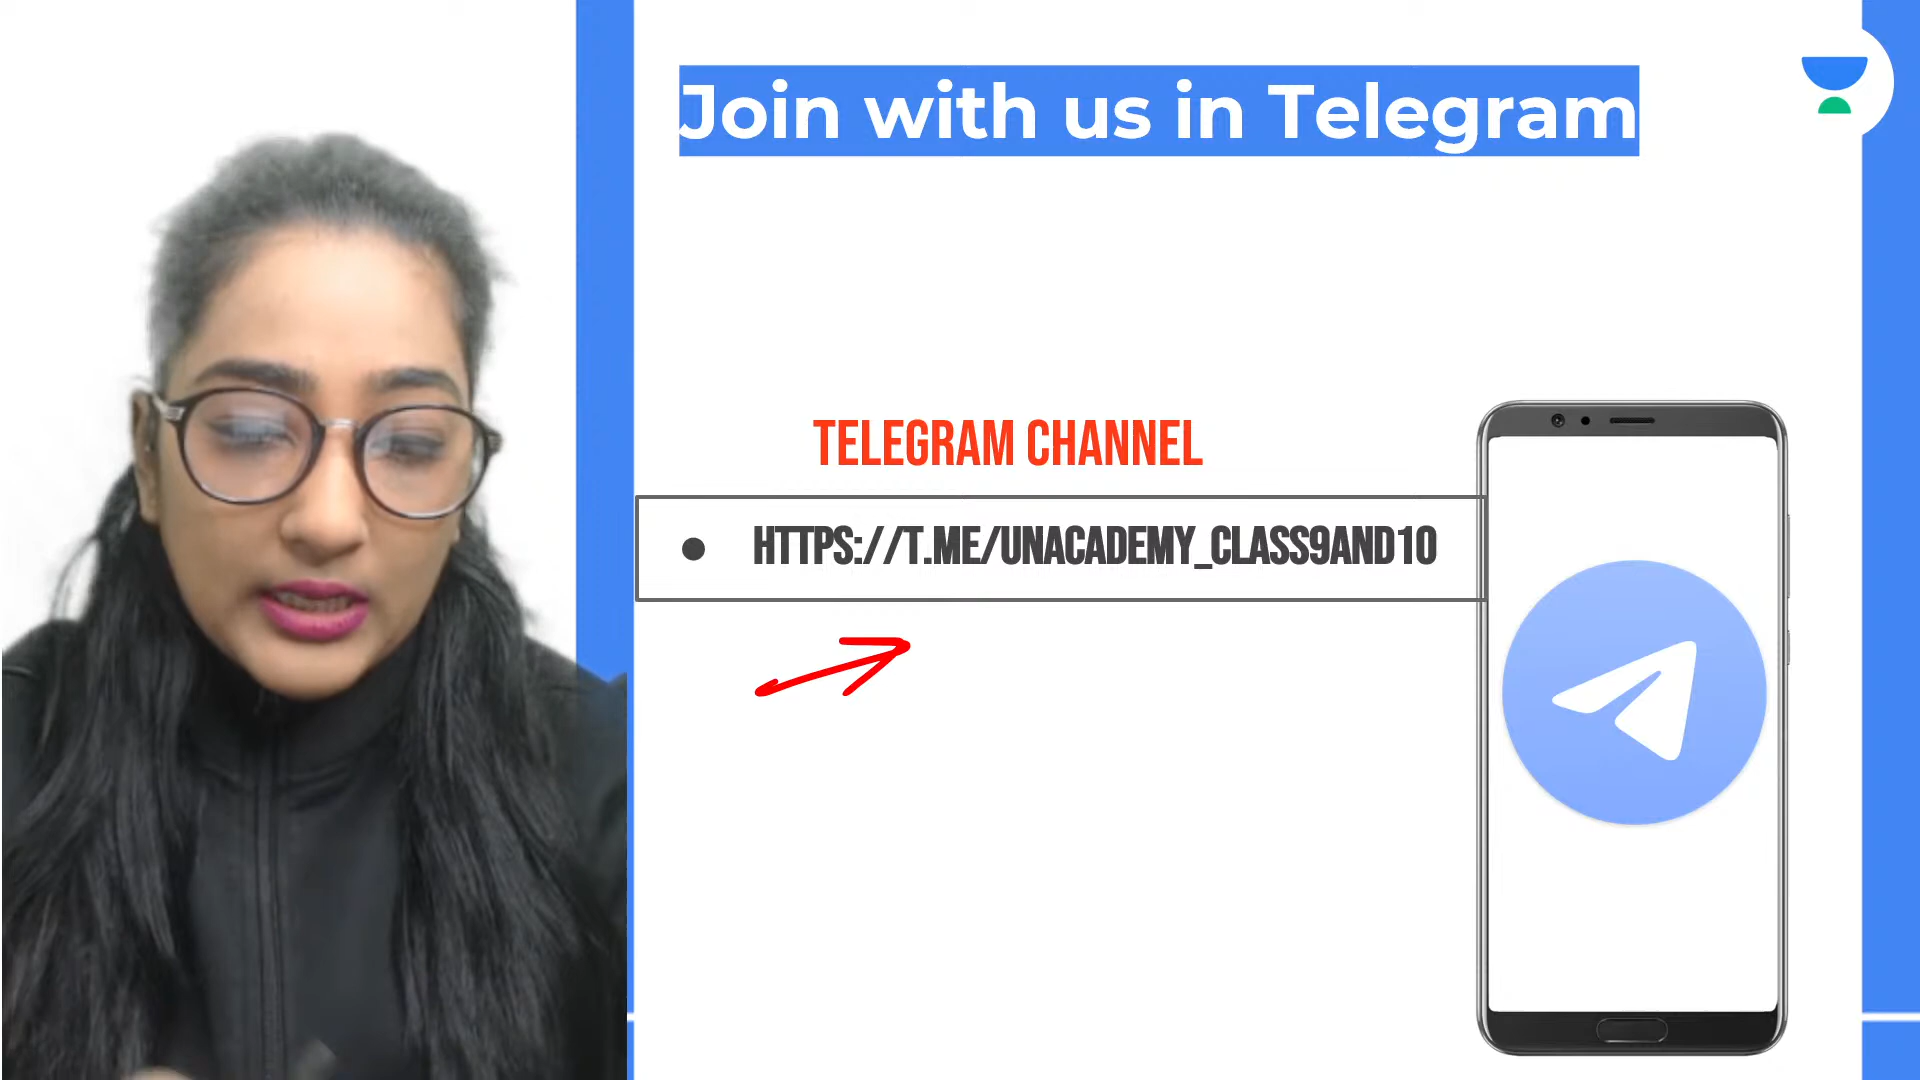 Join with us in Telegram
TELEGRAM CHANNEL
● HTTPS://T.ME/UNACADEMY_CLASS9AND10